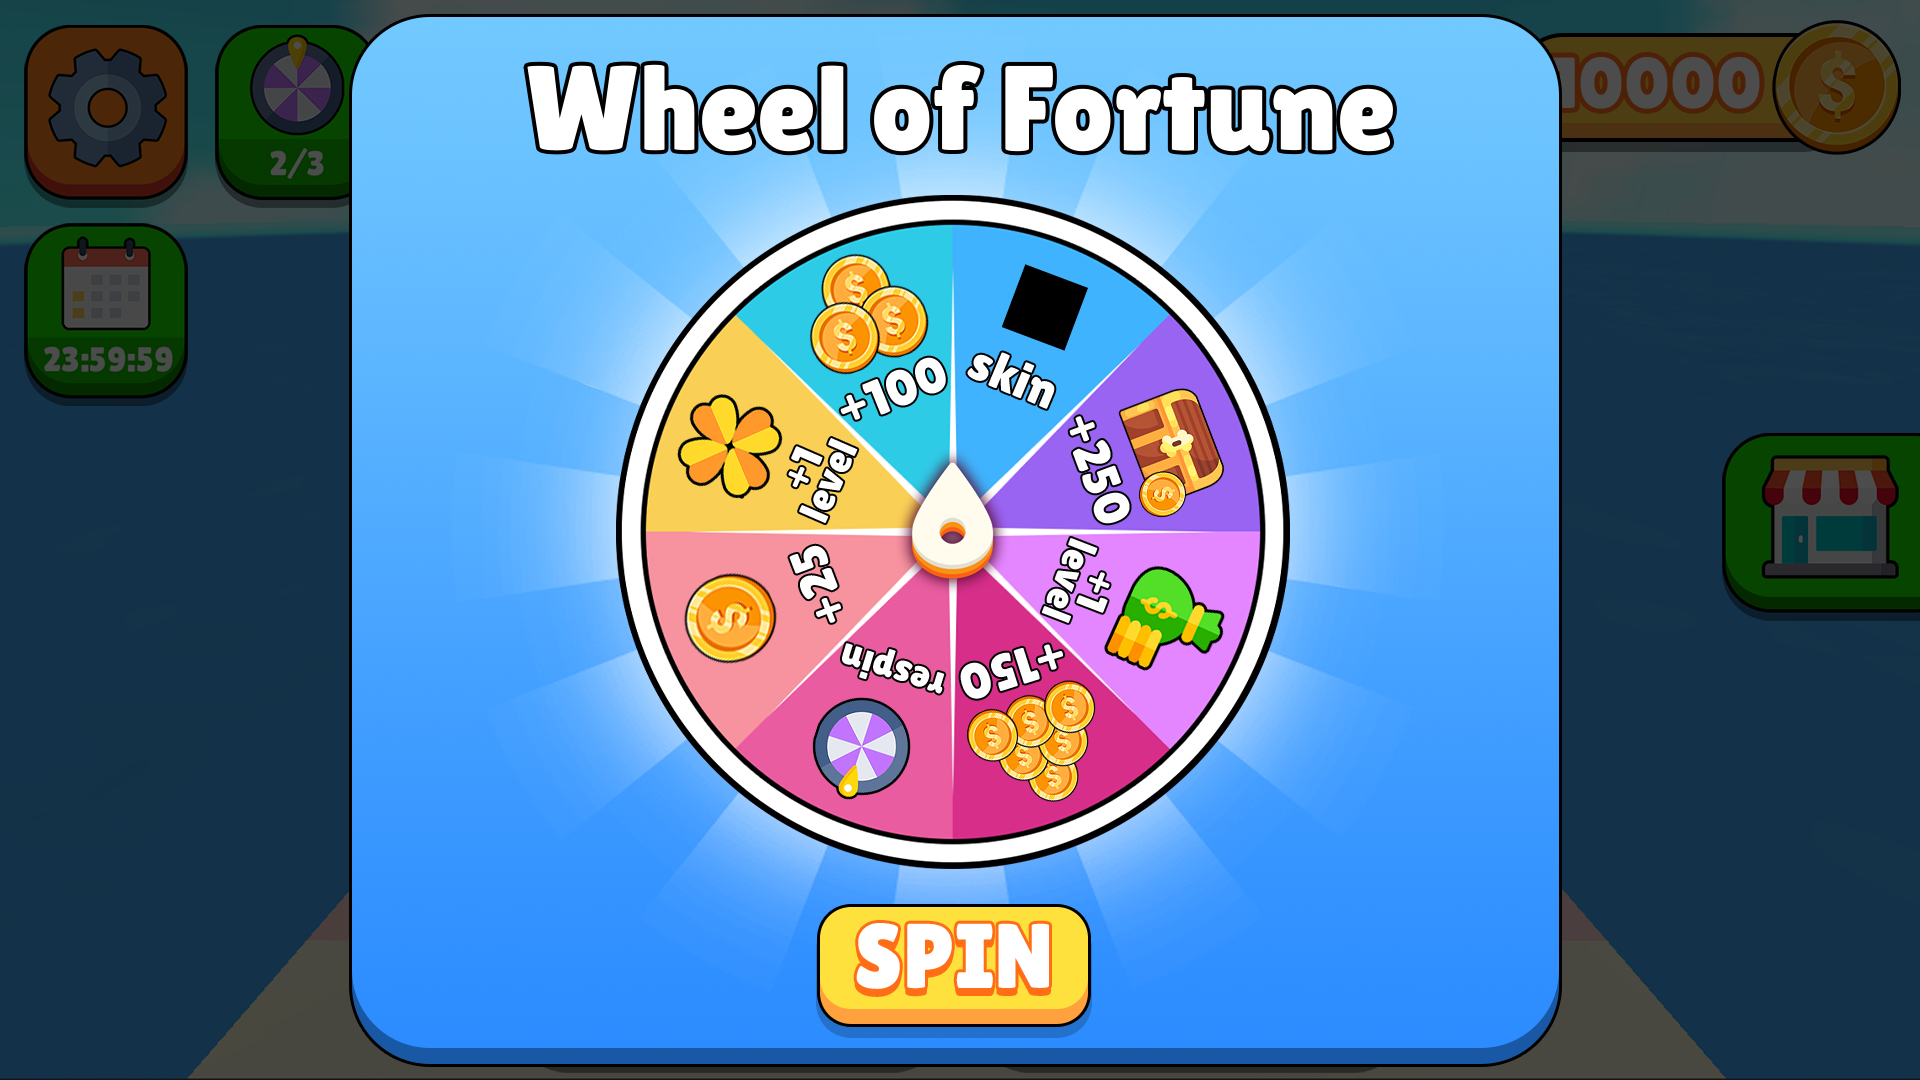 Wheel of Fortune
2/3
10000
23:59:59
+100
skin
+250
+1
level
+150
respin
+25
+1
level
SPIN